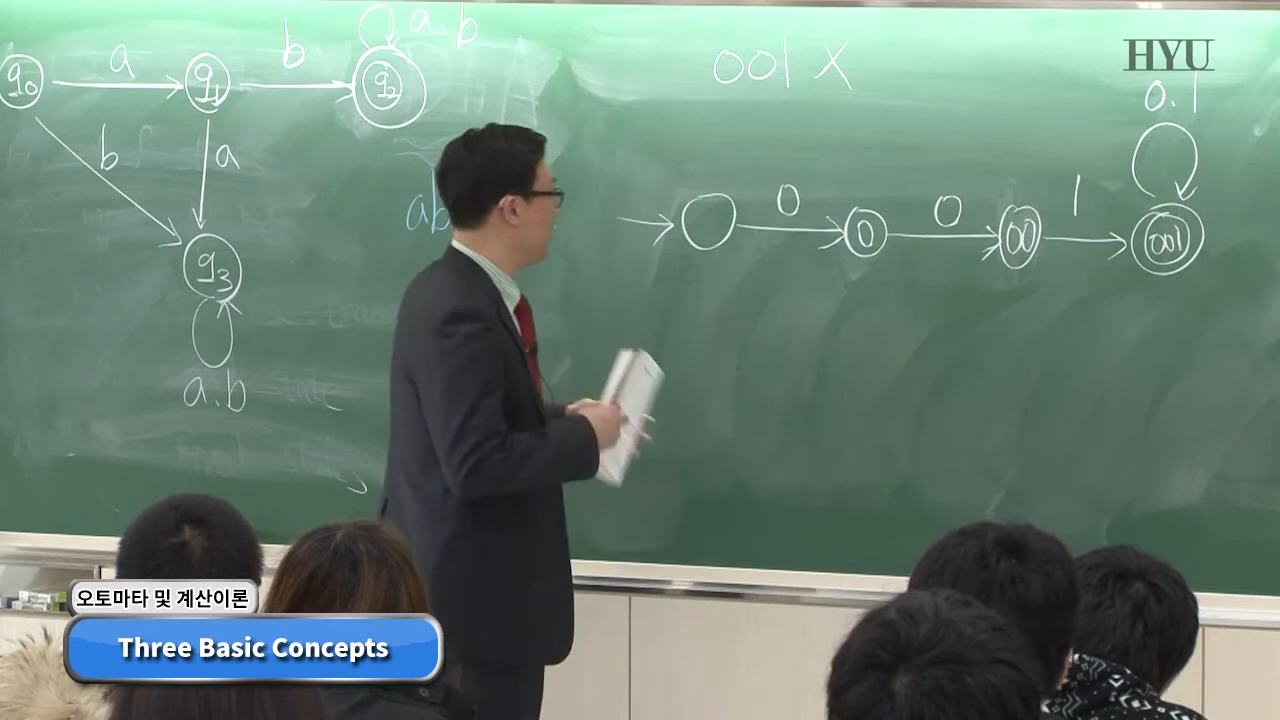 a b a.b
q0 q1 q2
b a
q3
a.b
ab
001 X
HYU
0.1
0 0 1
0 00 001
오토마타 및 계산이론
Three Basic Concepts